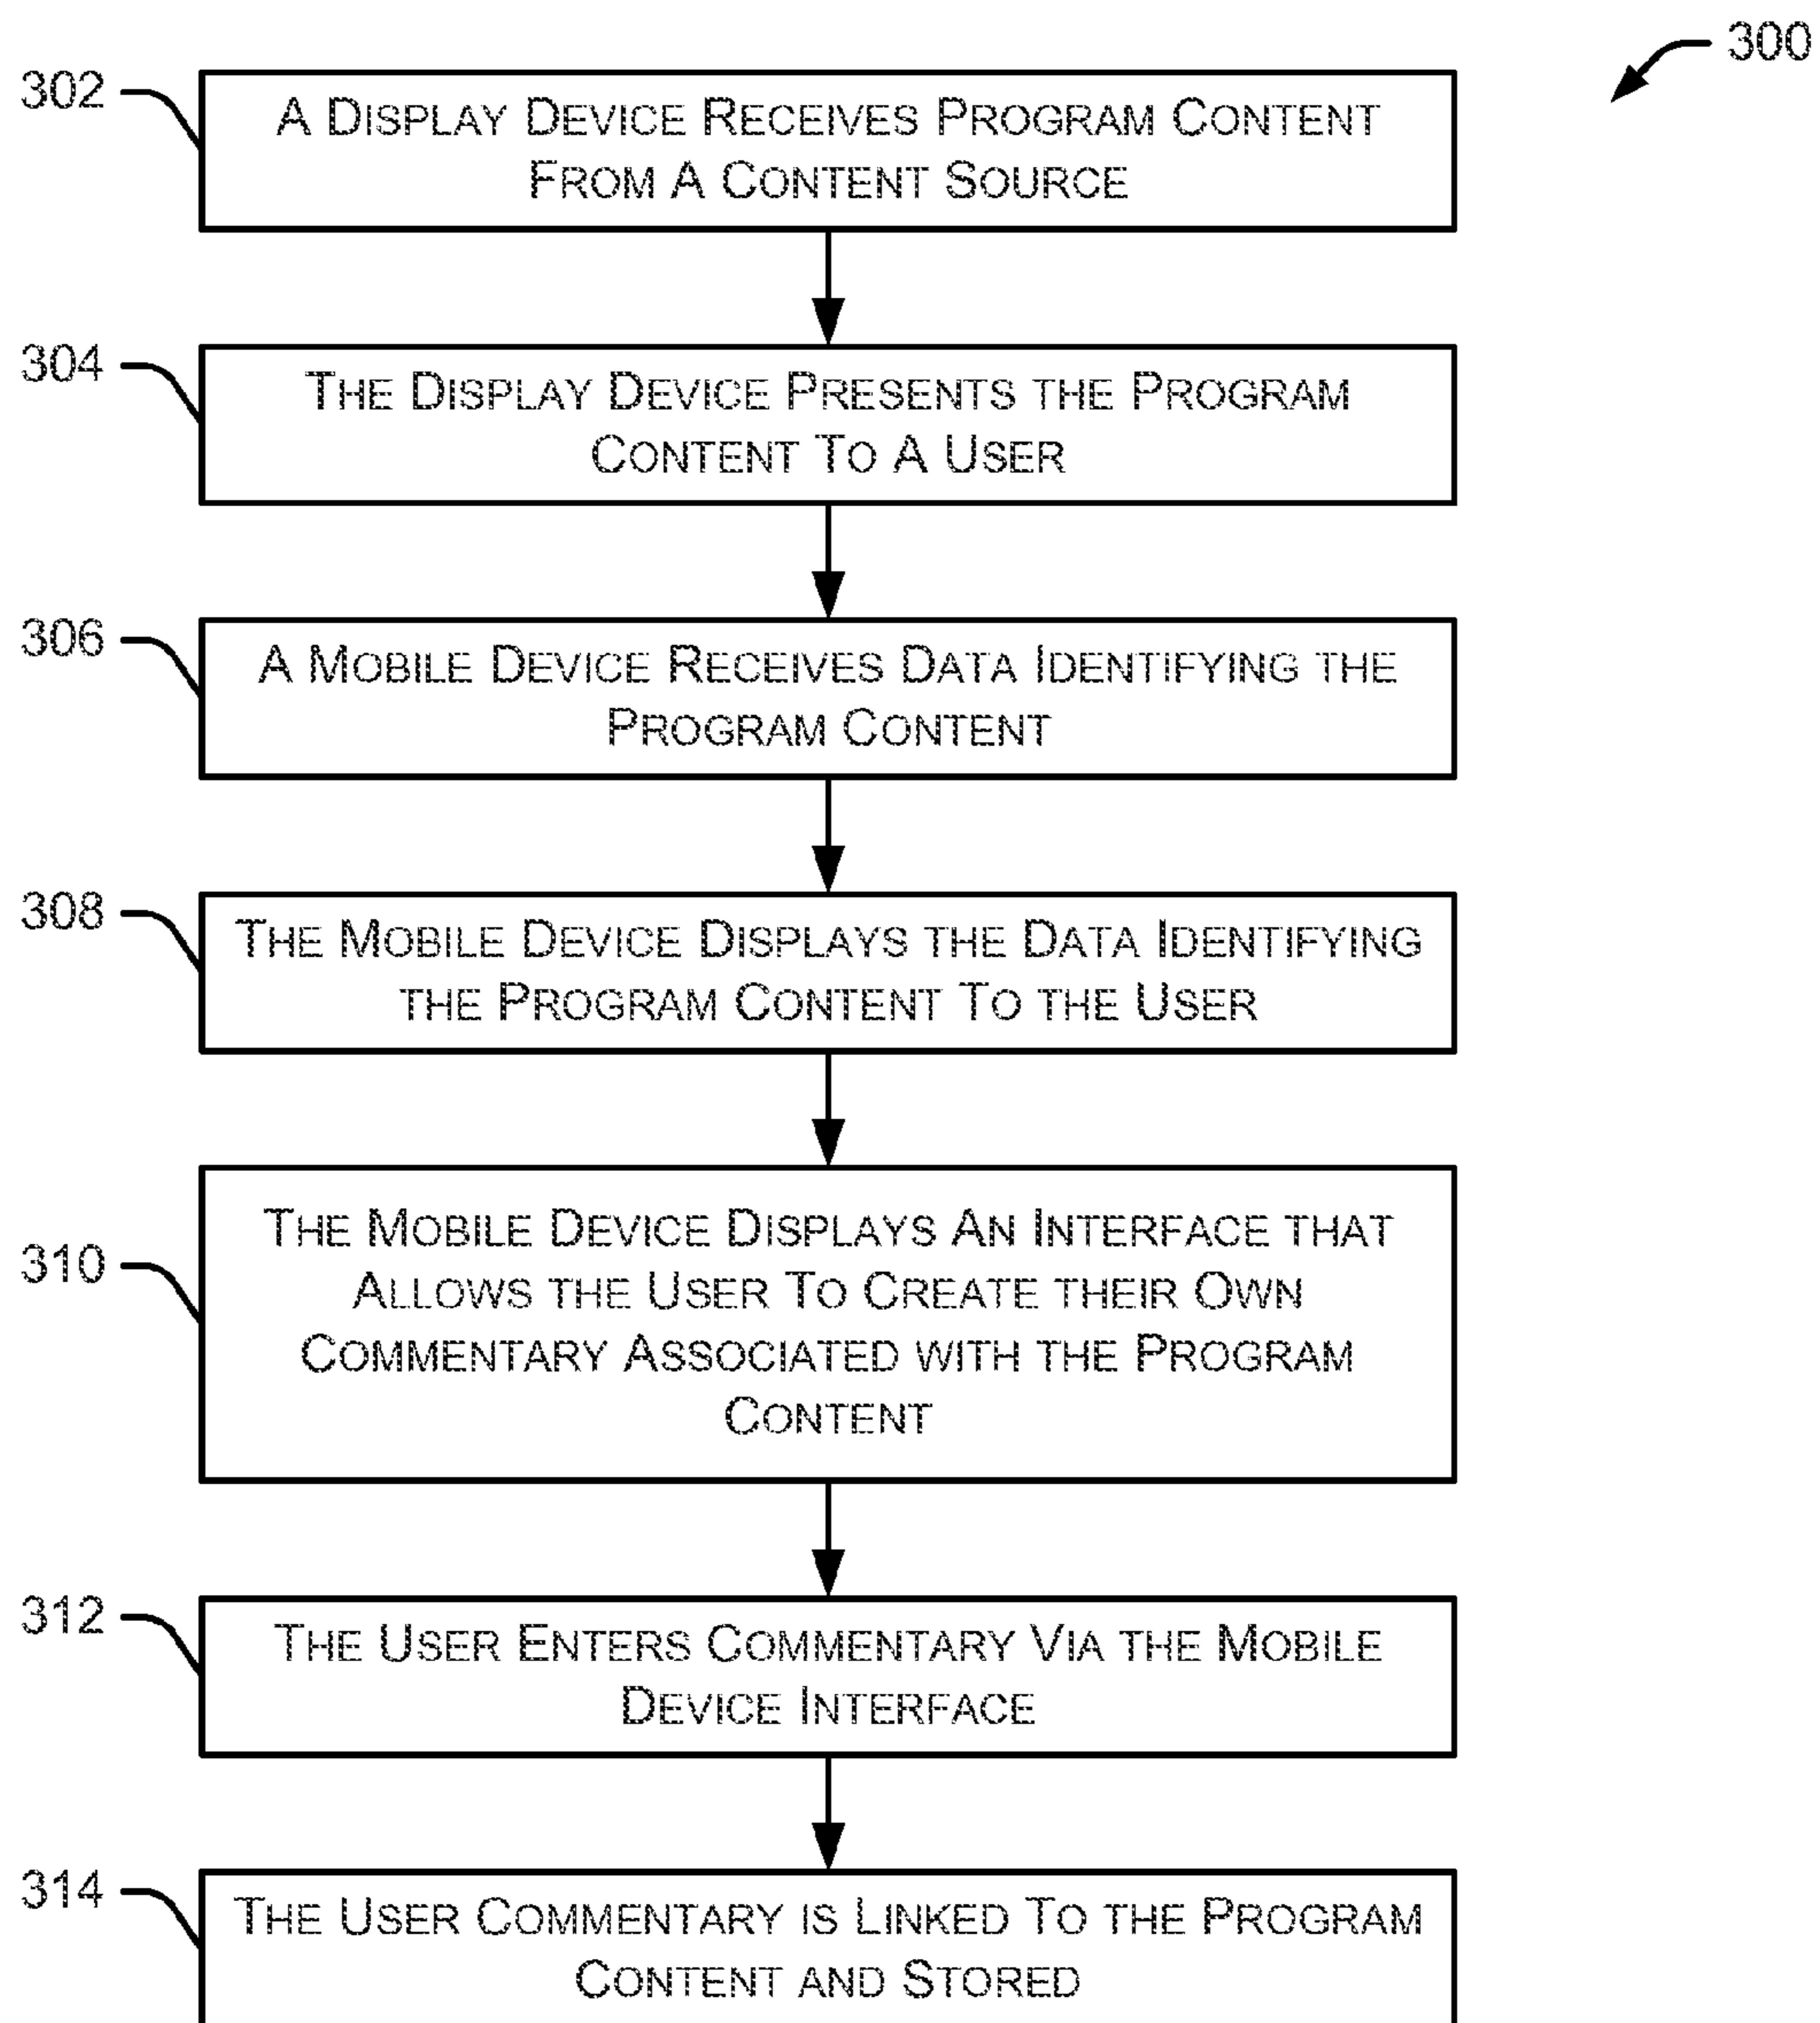 300
302
A Display Device Receives Program Content
From A Content Source
304
The Display Device Presents the Program
Content To A User
306
A Mobile Device Receives Data Identifying the
Program Content
308
The Mobile Device Displays the Data Identifying
the Program Content To the User
310
The Mobile Device Displays An Interface that
Allows the User To Create their Own
Commentary Associated with the Program
Content
312
The User Enters Commentary Via the Mobile
Device Interface
314
The User Commentary is Linked To the Program
Content and Stored